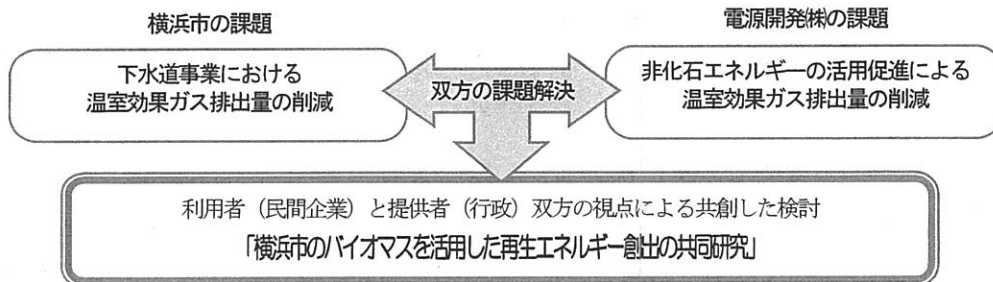 横浜市の課題
電源開発㈱の課題
下水道事業における
温室効果ガス排出量の削減
双方の課題解決
非化石エネルギーの活用促進による
温室効果ガス排出量の削減
利用者（民間企業）と提供者（行政）双方の視点による共創した検討
「横浜市のバイオマスを活用した再生エネルギー創出の共同研究」